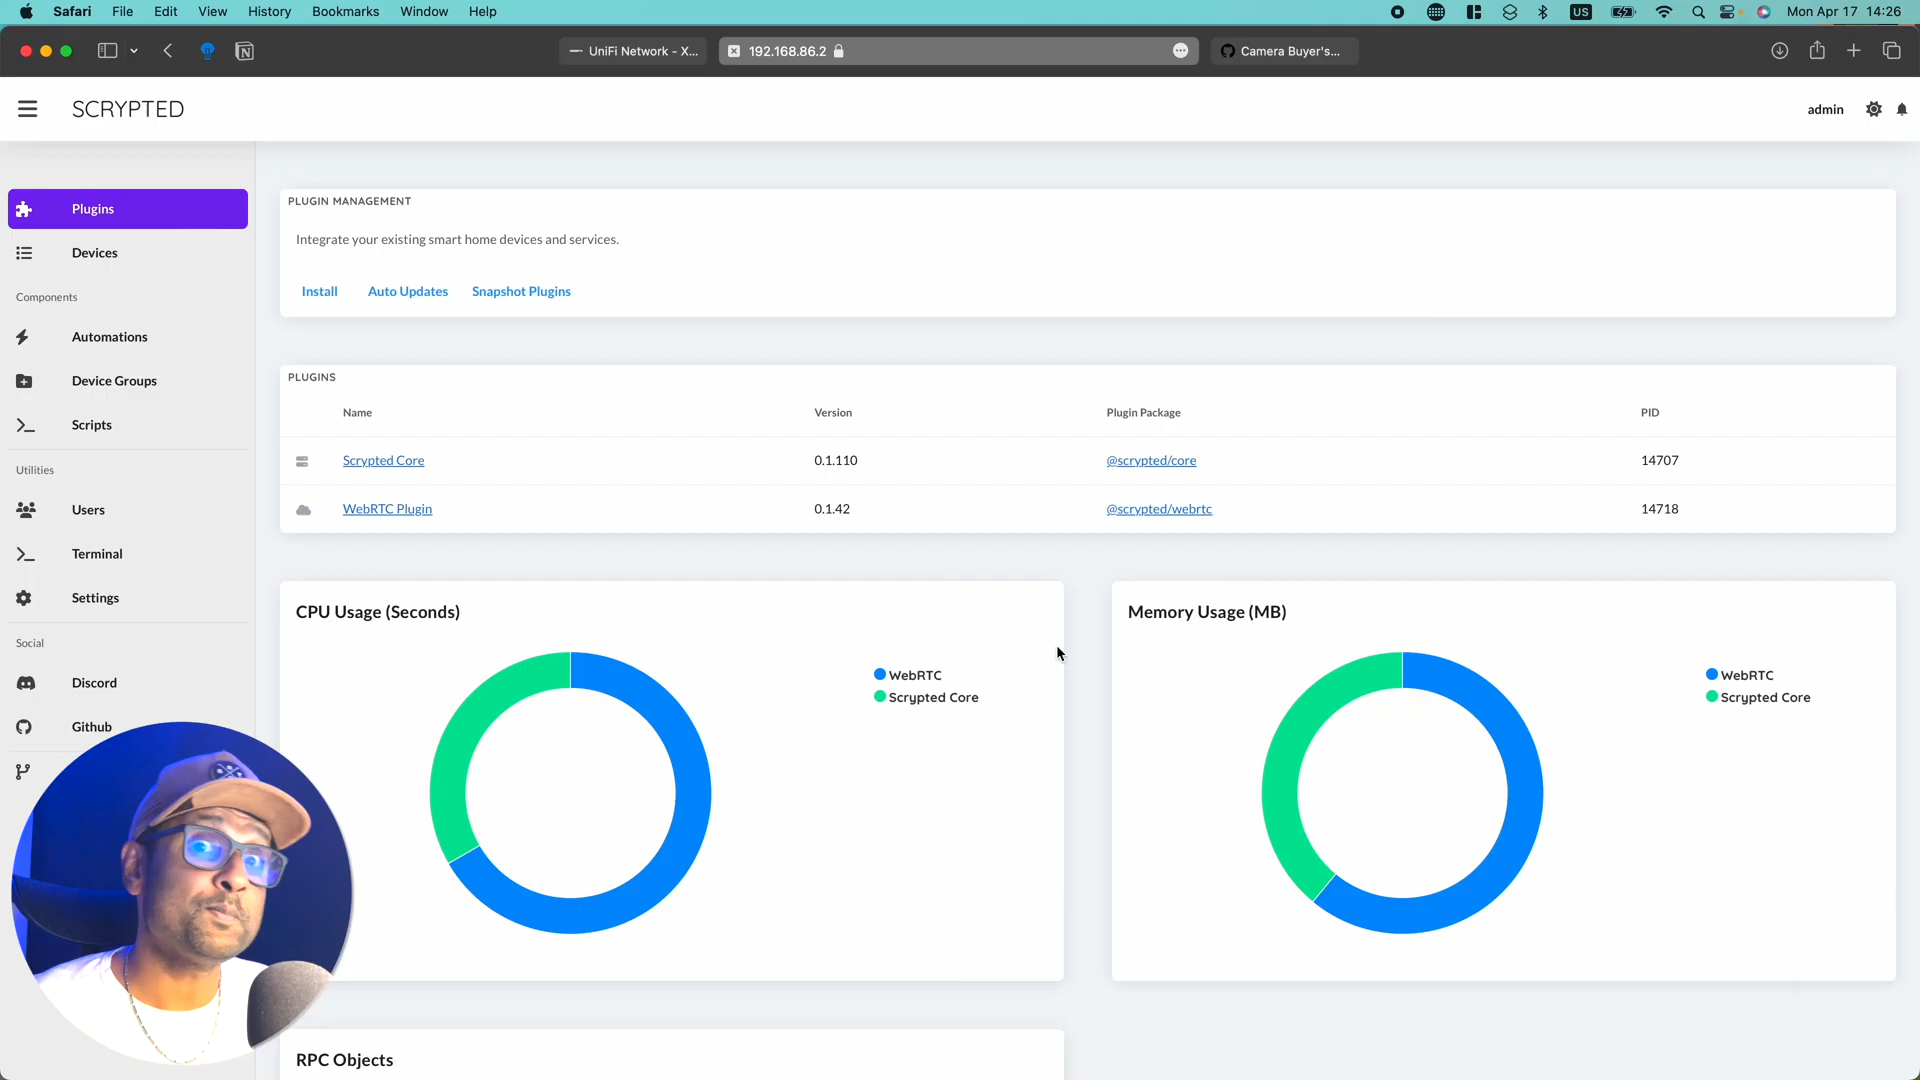 Safari File Edit View History Bookmarks Window Help
US Mon Apr 17 14:26
UniFi Network - X...
192.168.86.2
Camera Buyer's...
SCRYPTED
admin
Plugins
Devices
Components
Automations
Device Groups
Scripts
Utilities
Users
Terminal
Settings
Social
Discord
Github
PLUGIN MANAGEMENT
Integrate your existing smart home devices and services.
Install Auto Updates Snapshot Plugins
PLUGINS
Name Version Plugin Package PID
Scrypted Core 0.1.110 @scrypted/core 14707
WebRTC Plugin 0.1.42 @scrypted/webrtc 14718
CPU Usage (Seconds)
WebRTC
Scrypted Core
Memory Usage (MB)
WebRTC
Scrypted Core
RPC Objects